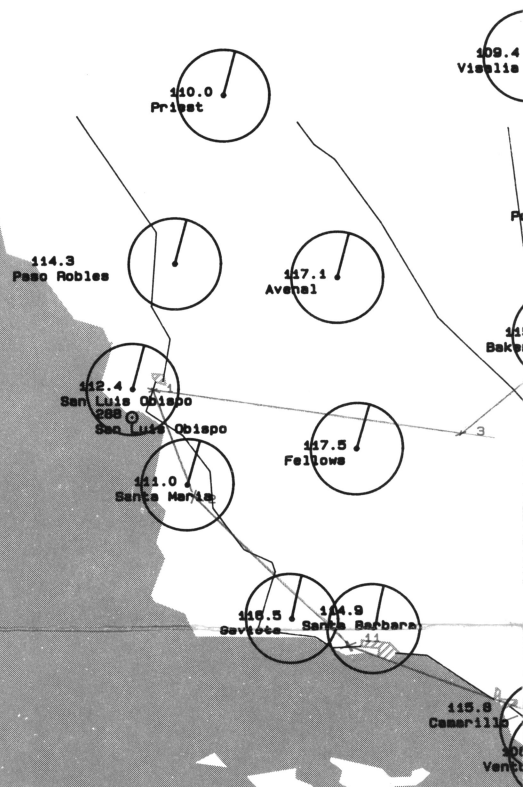 109.4
Visalia
110.0
Priest
114.3
Paso Robles
117.1
Avenal
112.4
San Luis Obispo
1
San Luis Obispo
3
117.5
Fellows
111.0
Santa Maria
2
116.5
Gaviota
114.9
Santa Barbara
11
115.8
Camarillo